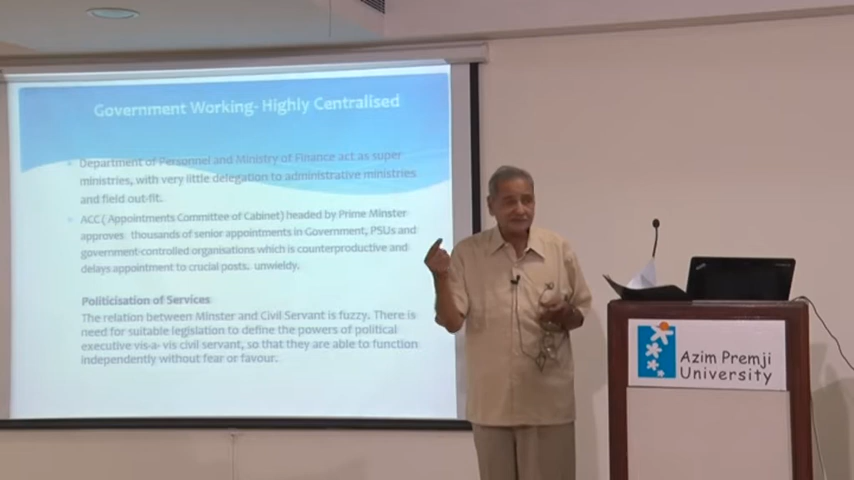 Government Working- Highly Centralised
Department of Personnel and Ministry of Finance act as super
ministries, with very little delegation to administrative ministries
and field out-fit.
ACC ( Appointments Committee of Cabinet) headed by Prime Minster
approves thousands of senior appointments in Government, PSUs and
government-controlled organisations which is counterproductive and
delays appointment to crucial posts. unwieldy.
Politicisation of Services
The relation between Minster and Civil Servant is fuzzy. There is
need for suitable legislation to define the powers of political
executive vis-a- vis civil servant, so that they are able to function
independently without fear or favour.
Azim Premji
University